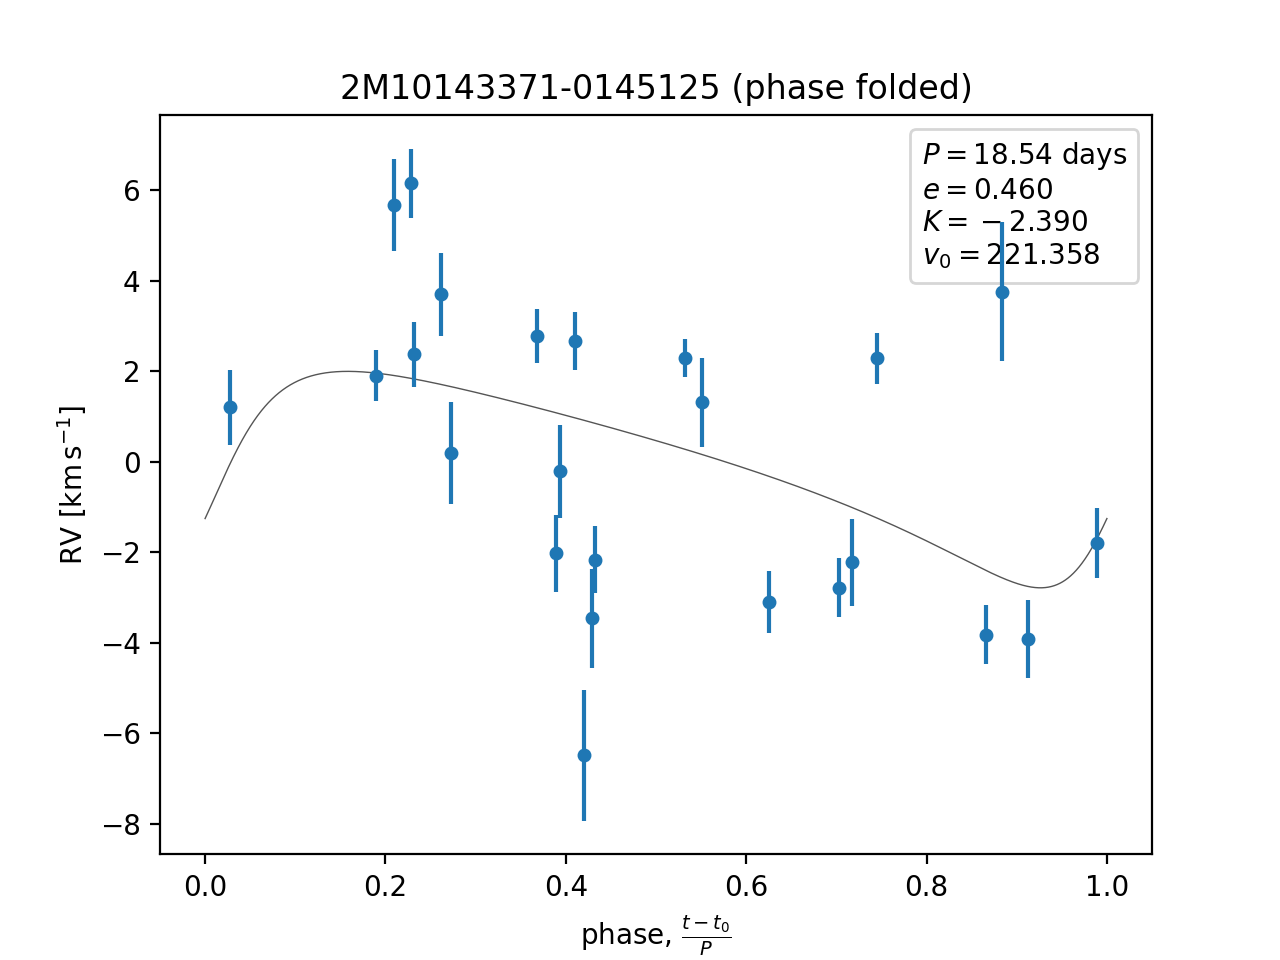 2M10143371-0145125 (phase folded)
P = 18.54 days
e = 0.460
K = −2.390
v₀ = 221.358
RV [km s⁻¹]
6
4
2
0
−2
−4
−6
−8
0.0 0.2 0.4 0.6 0.8 1.0
phase, (t − t₀)/P